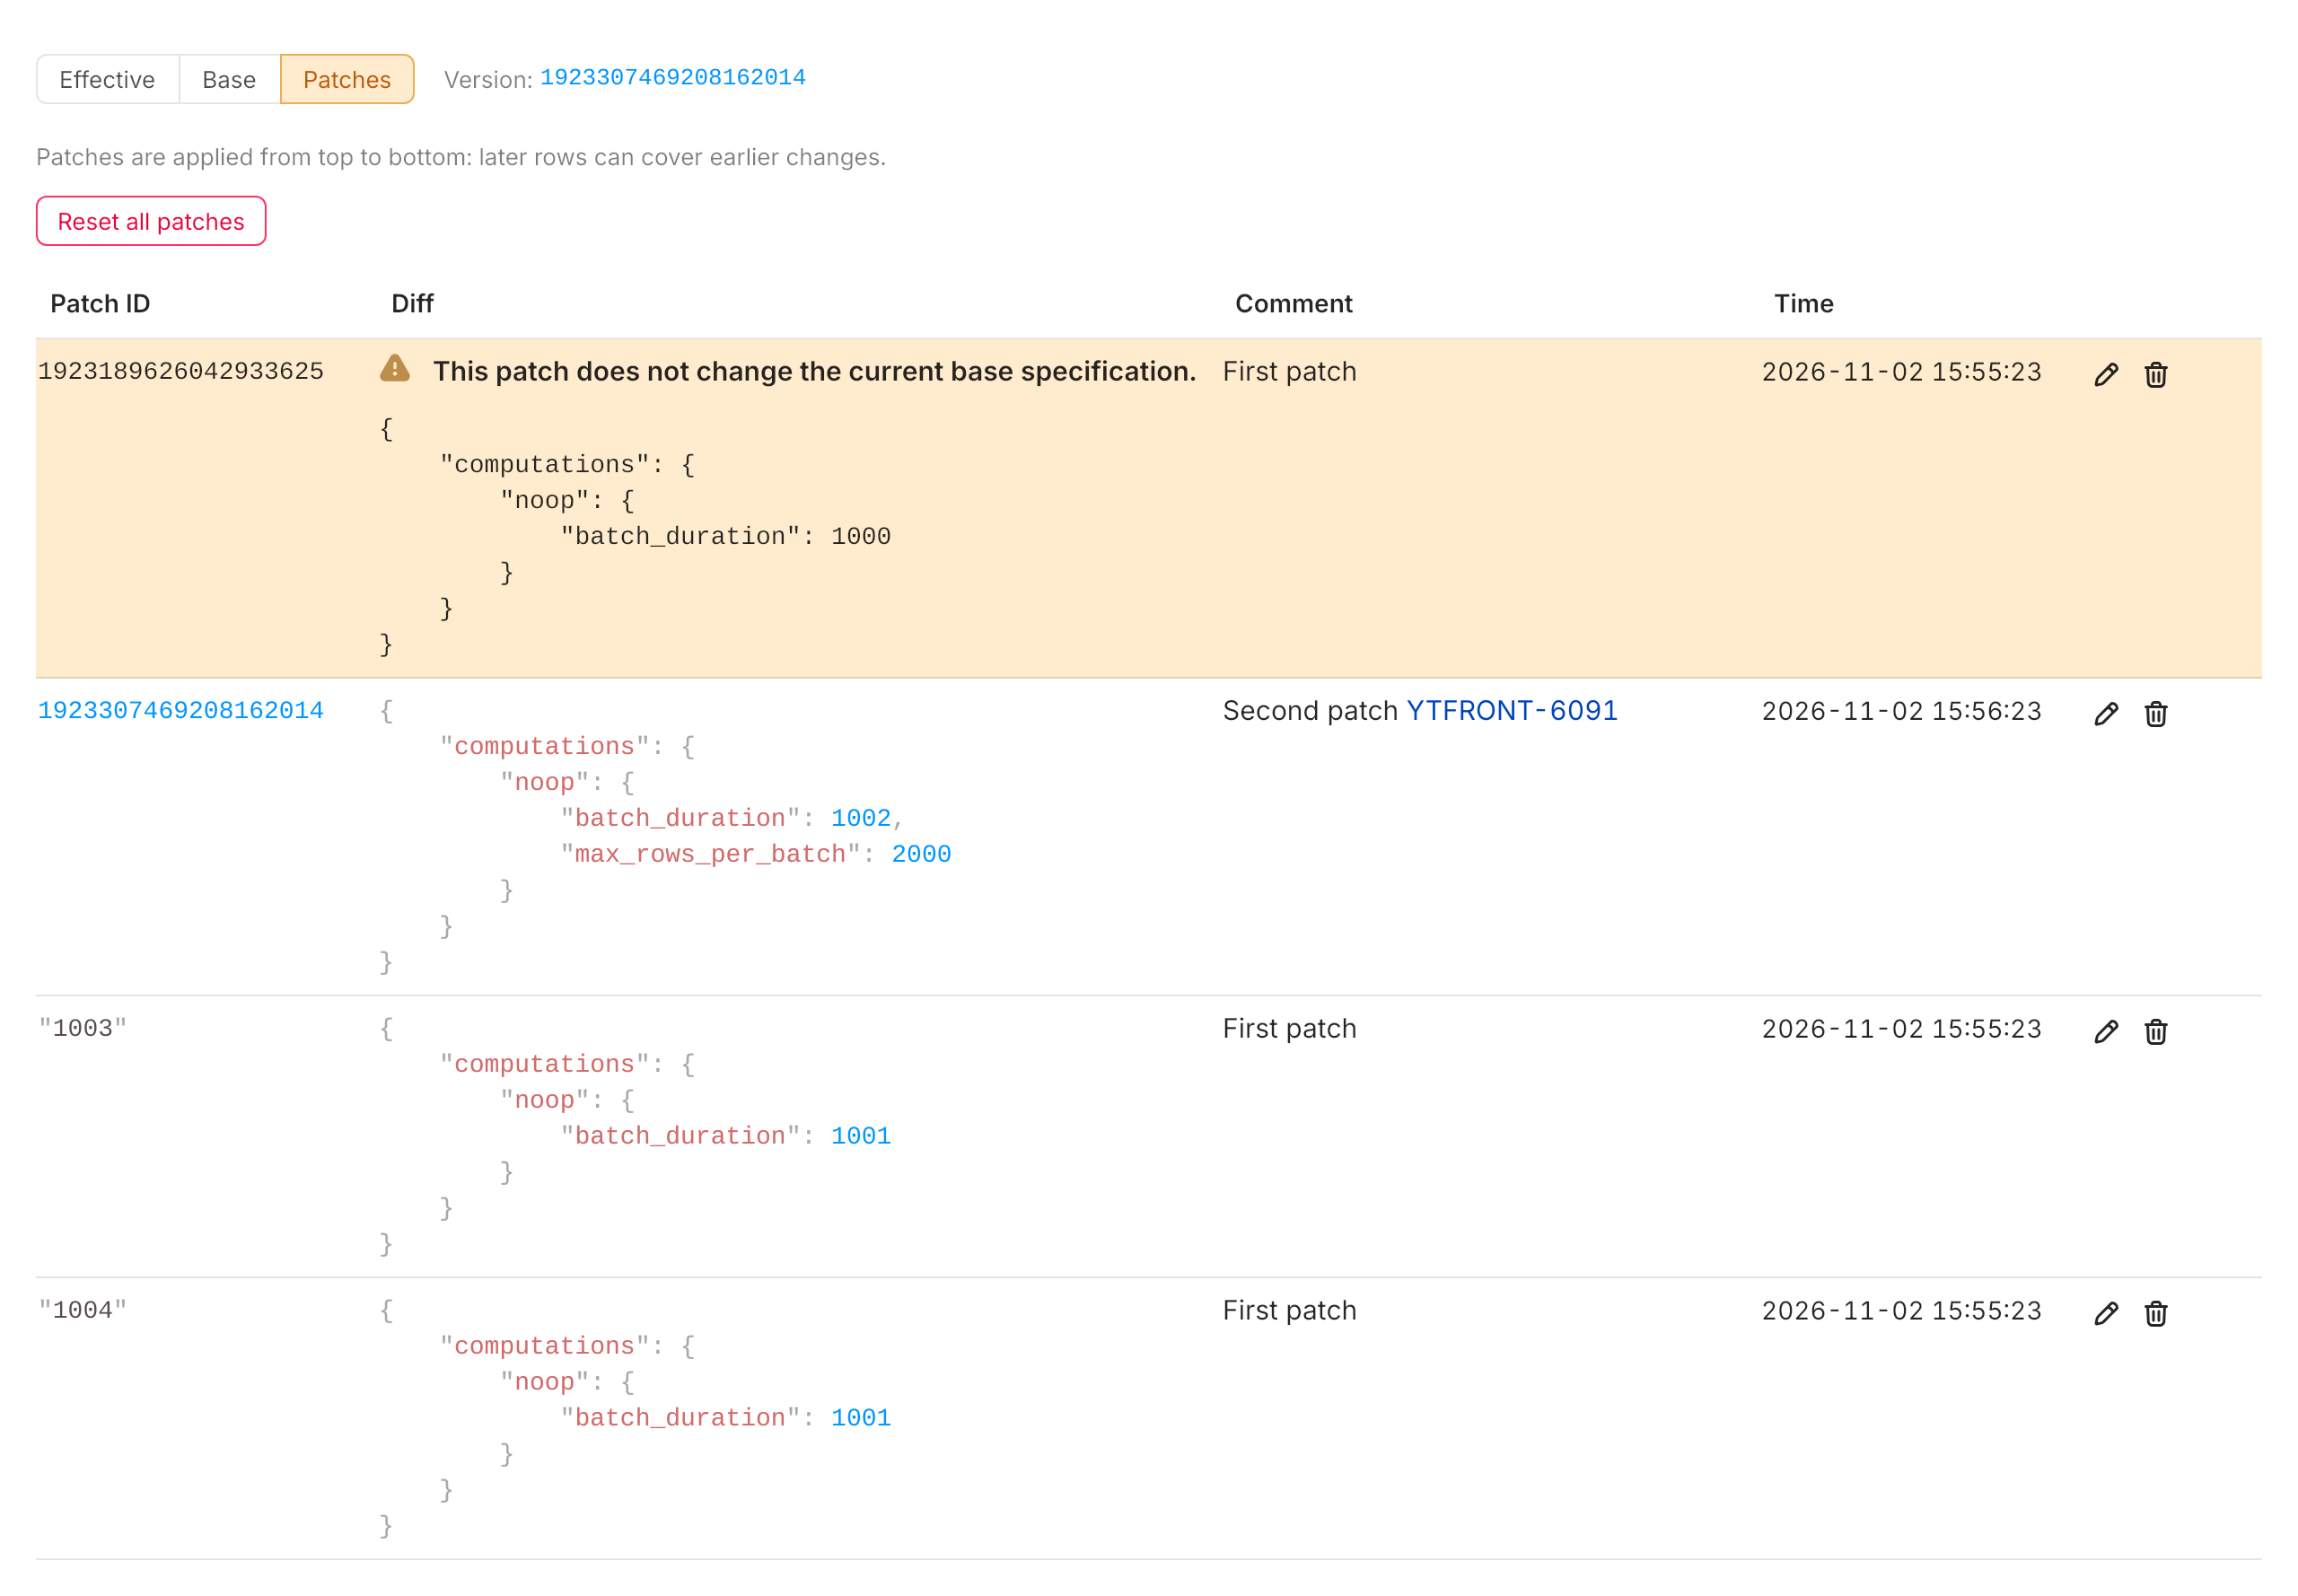 Effective Base Patches Version: 1923307469208162014
Patches are applied from top to bottom: later rows can cover earlier changes.
Reset all patches
Patch ID Diff Comment Time
1923189626042933625 This patch does not change the current base specification. First patch 2026-11-02 15:55:23
{
    "computations": {
        "noop": {
            "batch_duration": 1000
        }
    }
}
1923307469208162014 { Second patch YTFRONT-6091 2026-11-02 15:56:23
    "computations": {
        "noop": {
            "batch_duration": 1002,
            "max_rows_per_batch": 2000
        }
    }
}
"1003" { First patch 2026-11-02 15:55:23
    "computations": {
        "noop": {
            "batch_duration": 1001
        }
    }
}
"1004" { First patch 2026-11-02 15:55:23
    "computations": {
        "noop": {
            "batch_duration": 1001
        }
    }
}